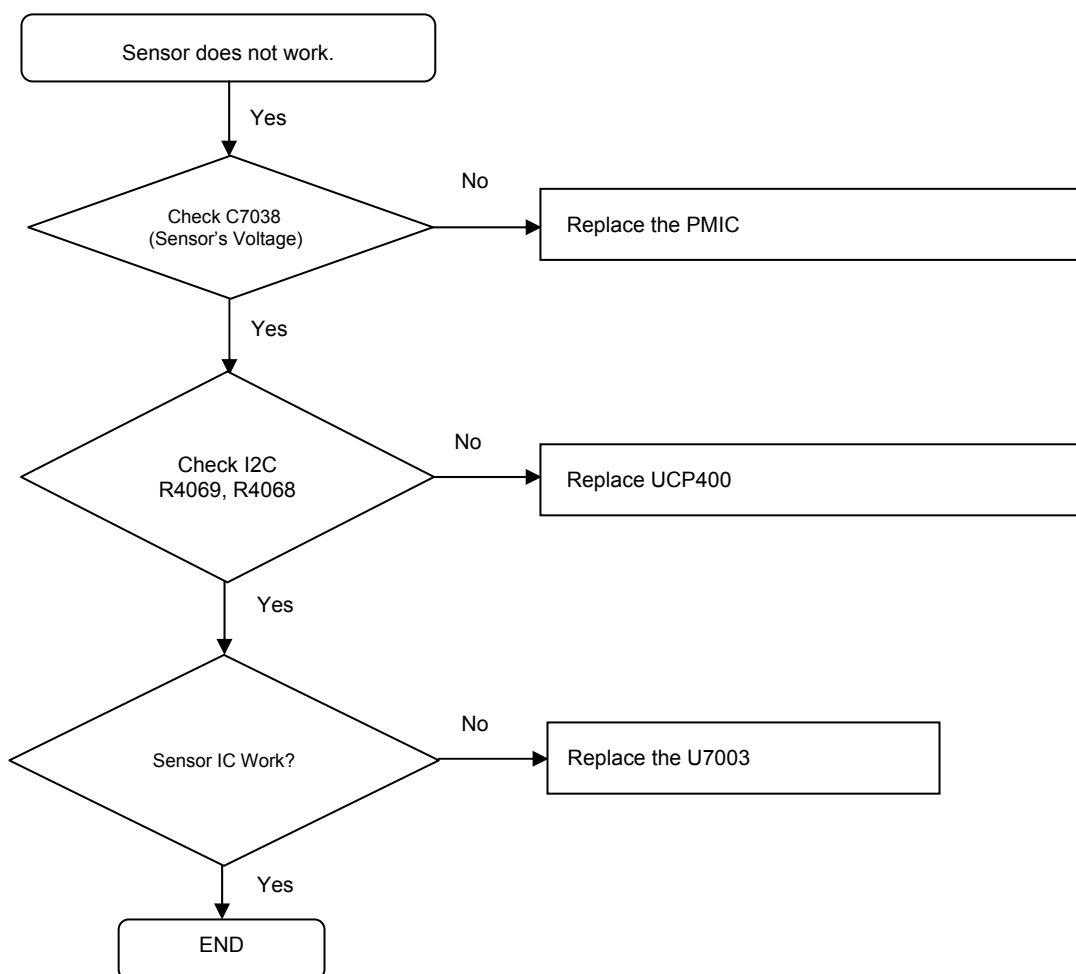 Sensor does not work.
Yes
Check C7038
(Sensor's Voltage)
No
Replace the PMIC
Yes
Check I2C
R4069, R4068
No
Replace UCP400
Yes
Sensor IC Work?
No
Replace the U7003
Yes
END